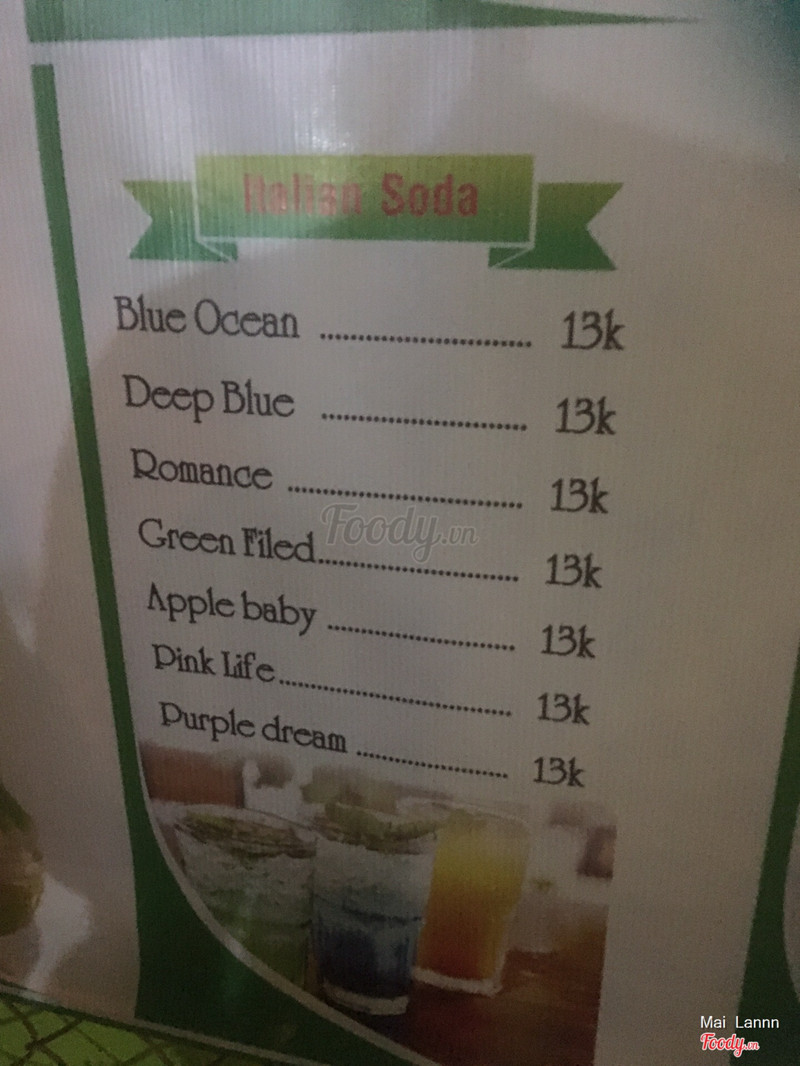 Italian Soda
Blue Ocean ........................... 13k
Deep Blue ........................... 13k
Romance ........................... 13k
Green Filed........................... 13k
Apple baby ........................... 13k
Pink Life........................... 13k
Purple dream ........................... 13k
Foody.vn
Mai Lannn
Foody.vn